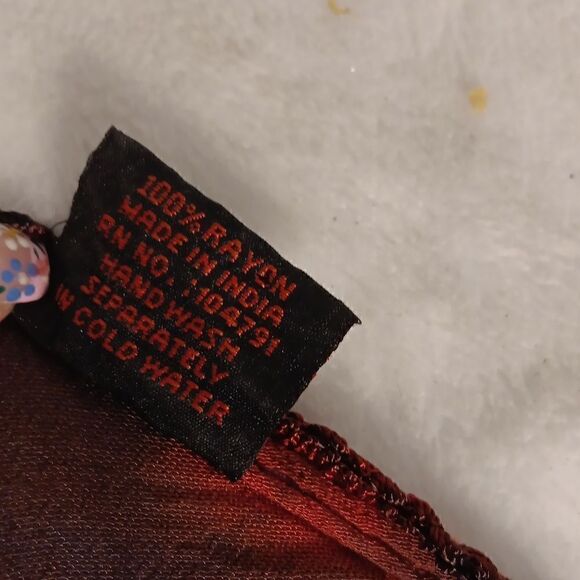 100% RAYON
MADE IN INDIA
RN NO. 104791
HAND WASH
SEPARATELY
IN COLD WATER